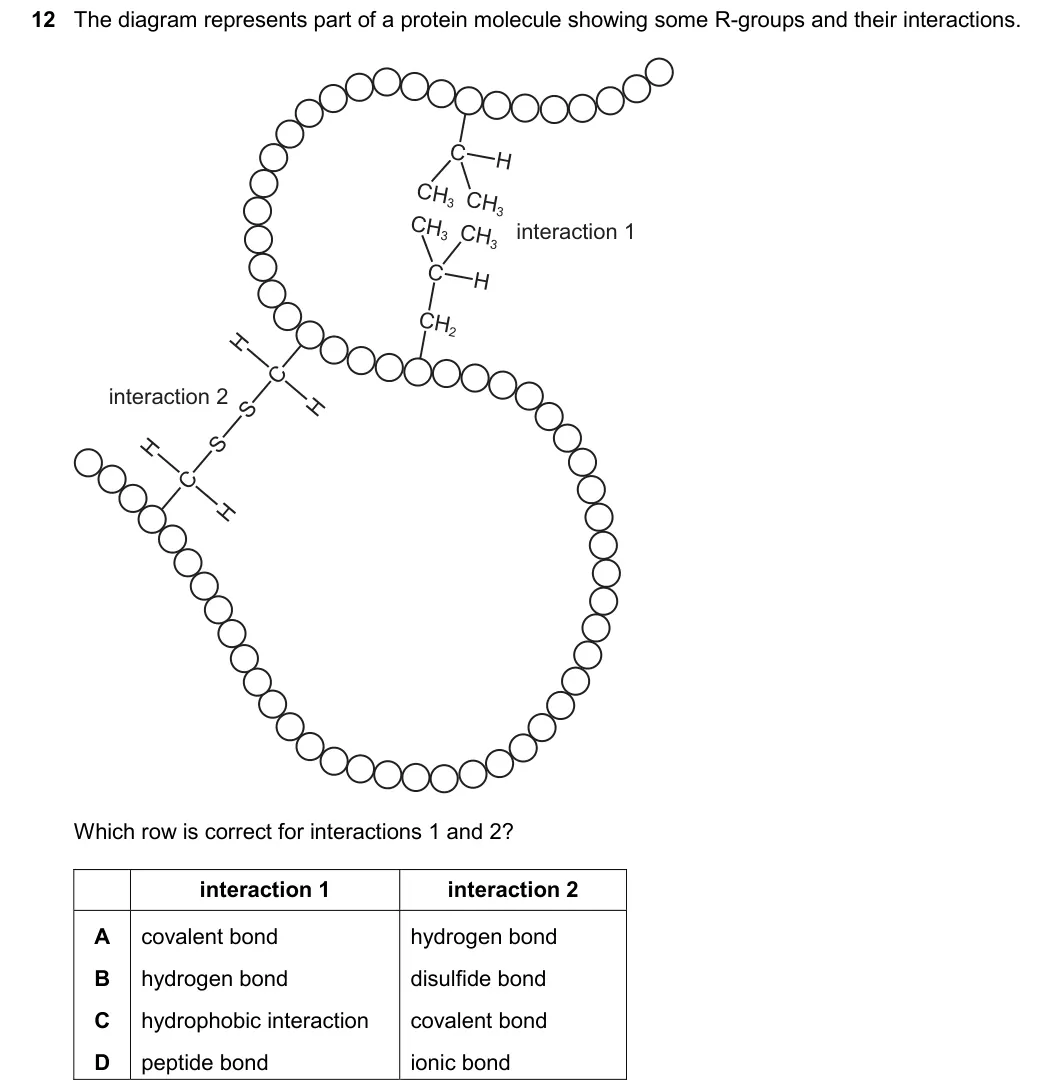 12 The diagram represents part of a protein molecule showing some R-groups and their interactions.
C—H
CH₃ CH₃
CH₃ CH₃ interaction 1
C—H
CH₂
H
C
H
interaction 2
S
S
H
C
H
Which row is correct for interactions 1 and 2?
interaction 1 interaction 2
A covalent bond hydrogen bond
B hydrogen bond disulfide bond
C hydrophobic interaction covalent bond
D peptide bond ionic bond